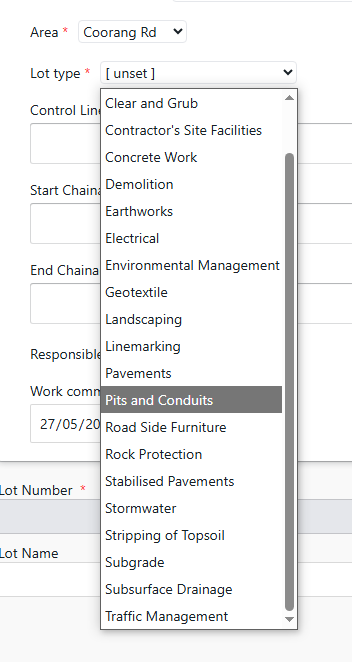 Area * Coorang Rd
Lot type * [ unset ]
Control Line
Clear and Grub
Contractor's Site Facilities
Concrete Work
Demolition
Start Chaina
Earthworks
Electrical
Environmental Management
End Chaina
Geotextile
Landscaping
Linemarking
Responsible
Pavements
Work comm
Pits and Conduits
27/05/20
Road Side Furniture
Rock Protection
Stabilised Pavements
Lot Number *
Stormwater
Stripping of Topsoil
Lot Name
Subgrade
Subsurface Drainage
Traffic Management